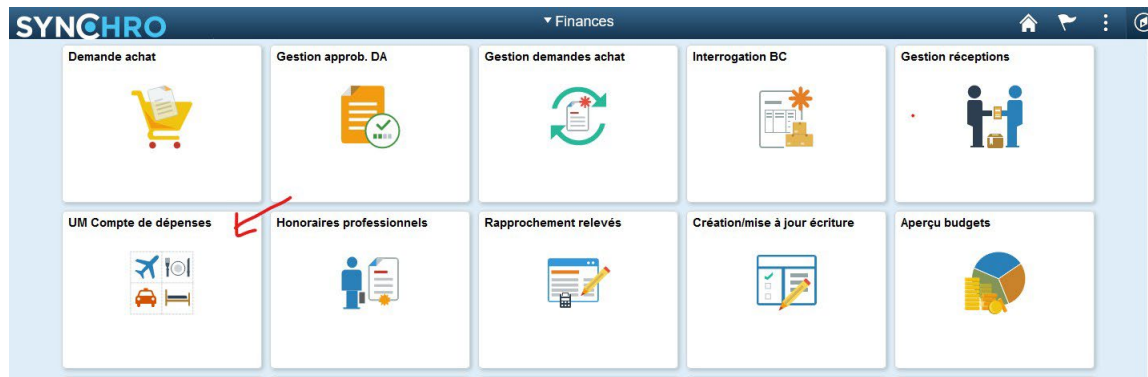 SYNCHRO
Finances
Demande achat
Gestion approb. DA
Gestion demandes achat
Interrogation BC
Gestion réceptions
UM Compte de dépenses
Honoraires professionnels
Rapprochement relevés
Création/mise à jour écriture
Aperçu budgets